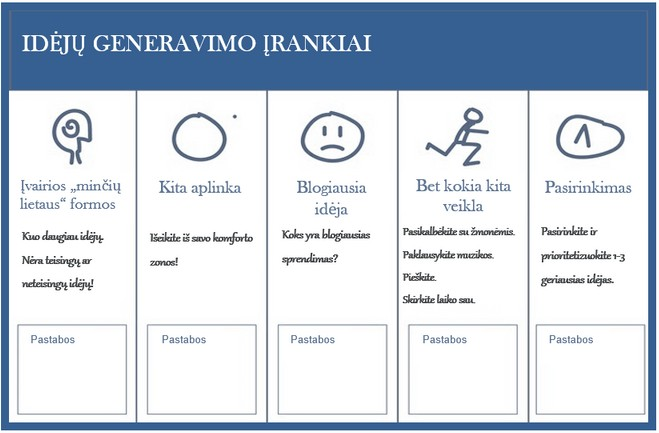 IDĖJŲ GENERAVIMO ĮRANKIAI
Įvairios „minčių
lietaus“ formos
Kuo daugiau idėjų.
Nėra teisingų ar
neteisingų idėjų!
Pastabos
Kita aplinka
Išeikite iš savo komforto
zonos!
Pastabos
Blogiausia
idėja
Koks yra blogiausias
sprendimas?
Pastabos
Bet kokia kita
veikla
Pasikalbėkite su žmonėmis.
Paklausykite muzikos.
Pieškite.
Skirkite laiko sau.
Pastabos
1
Pasirinkimas
Pasirinkite ir
prioritetizuokite 1-3
geriausias idėjas.
Pastabos